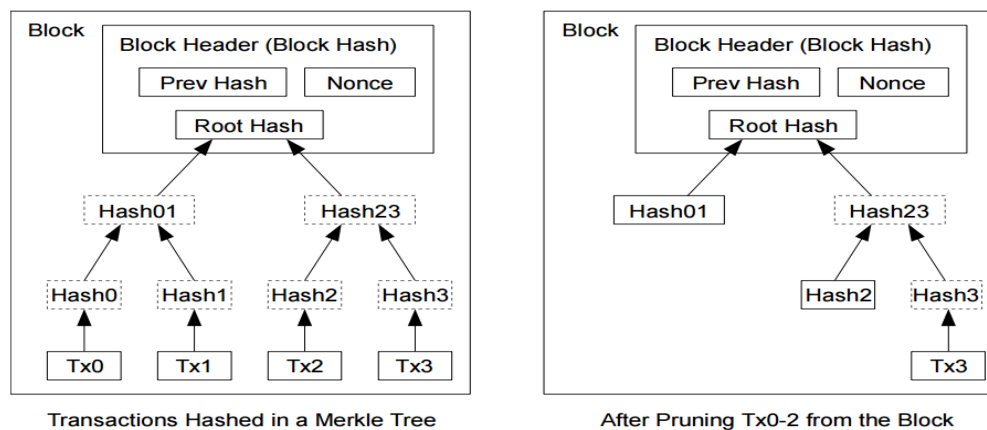 Block
Block Header (Block Hash)
Prev Hash
Nonce
Root Hash
Hash01
Hash23
Hash0
Hash1
Hash2
Hash3
Tx0
Tx1
Tx2
Tx3
Transactions Hashed in a Merkle Tree
Block
Block Header (Block Hash)
Prev Hash
Nonce
Root Hash
Hash01
Hash23
Hash2
Hash3
Tx3
After Pruning Tx0-2 from the Block